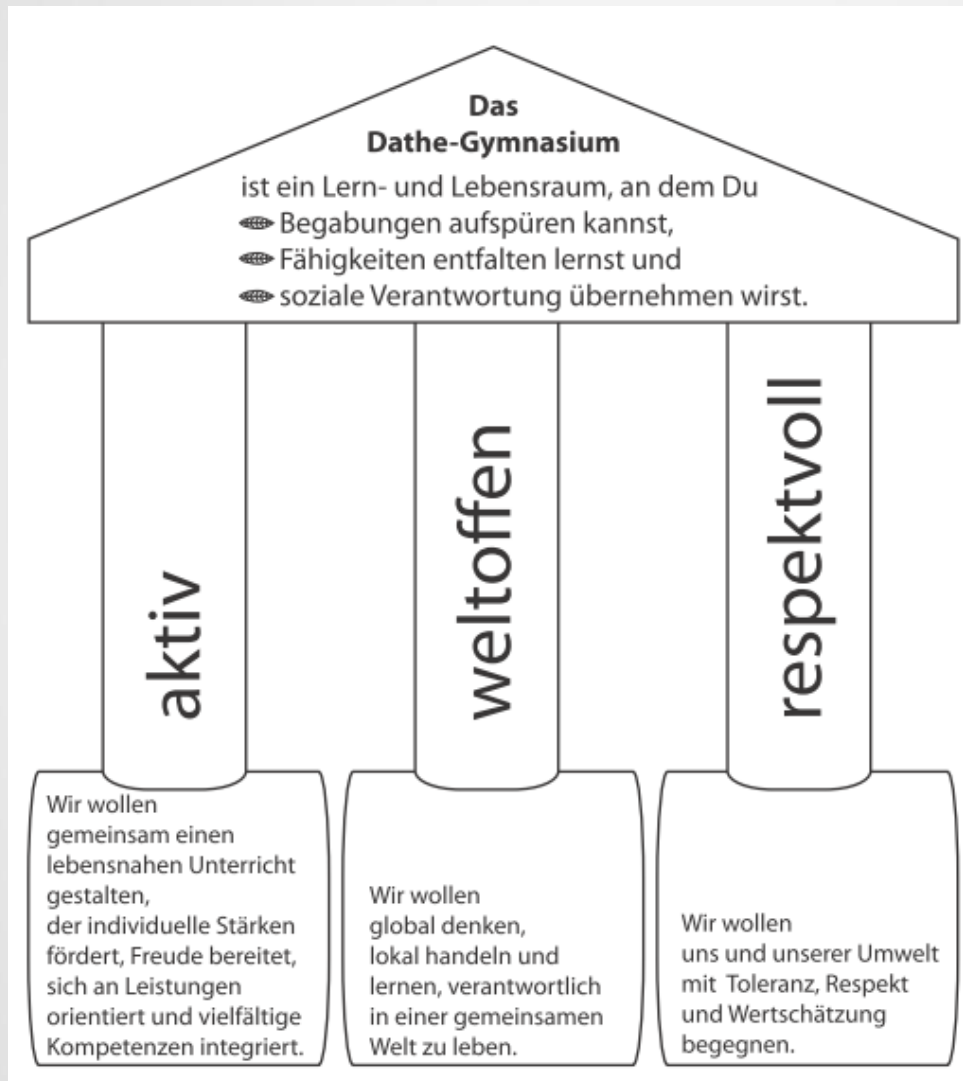 Das
Dathe-Gymnasium
ist ein Lern- und Lebensraum, an dem Du
Begabungen aufspüren kannst,
Fähigkeiten entfalten lernst und
soziale Verantwortung übernehmen wirst.
aktiv
weltoffen
respektvoll
Wir wollen
gemeinsam einen
lebensnahen Unterricht
gestalten,
der individuelle Stärken
fördert, Freude bereitet,
sich an Leistungen
orientiert und vielfältige
Kompetenzen integriert.
Wir wollen
global denken,
lokal handeln und
lernen, verantwortlich
in einer gemeinsamen
Welt zu leben.
Wir wollen
uns und unserer Umwelt
mit Toleranz, Respekt
und Wertschätzung
begegnen.